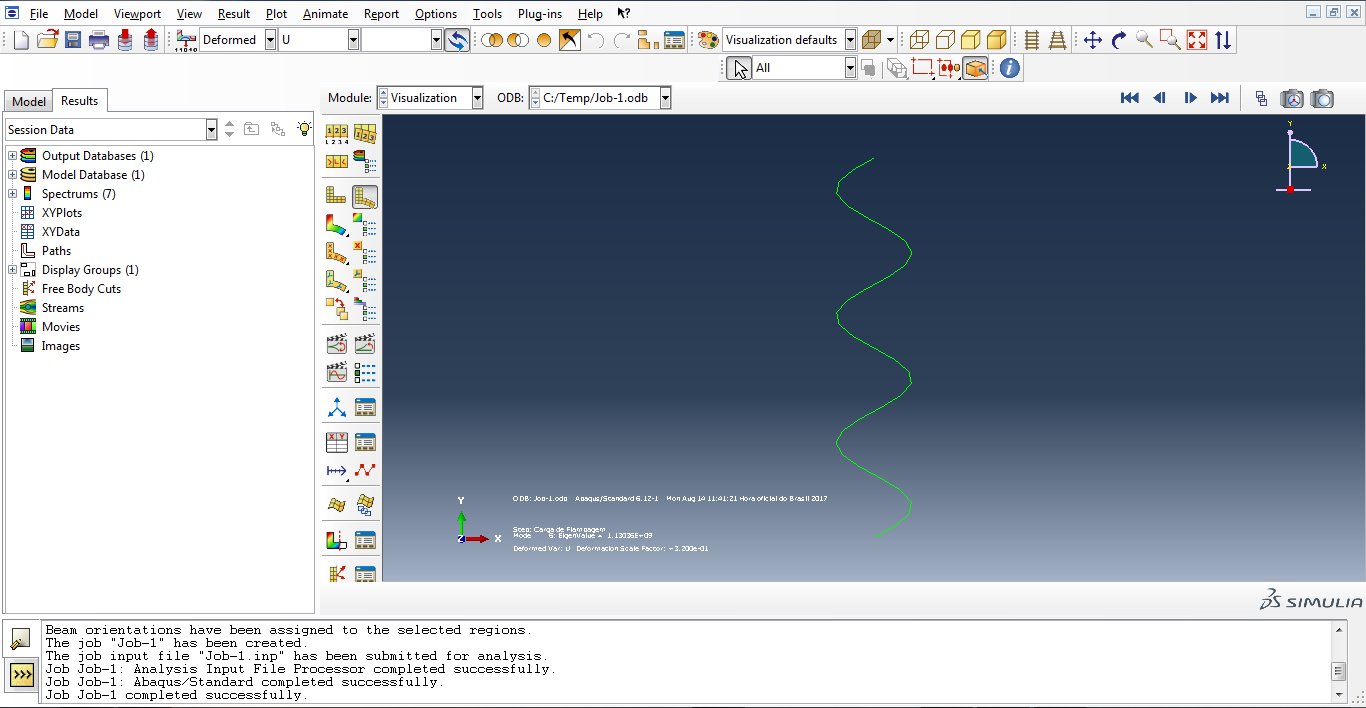 File Model Viewport View Result Plot Animate Report Options Tools Plug-ins Help
Deformed U Visualization defaults
All
Model Results Module: Visualization ODB: C:/Temp/Job-1.odb
Session Data
Output Databases (1)
Model Database (1)
Spectrums (7)
XYPlots
XYData
Paths
Display Groups (1)
Free Body Cuts
Streams
Movies
Images
Y
X
Y
X
Z
ODB: Job-1.odb Abaqus/Standard 6.12-1 Mon Aug 14 11:41:21 Hora oficial do Brasil 2017
Step: Carga de Flambagem
Mode 6: EigenValue = 1.13036E+09
Deformed Var: U Deformation Scale Factor: +3.200e-01
SIMULIA
Beam orientations have been assigned to the selected regions.
The job "Job-1" has been created.
The job input file "Job-1.inp" has been submitted for analysis.
Job Job-1: Analysis Input File Processor completed successfully.
Job Job-1: Abaqus/Standard completed successfully.
Job Job-1 completed successfully.